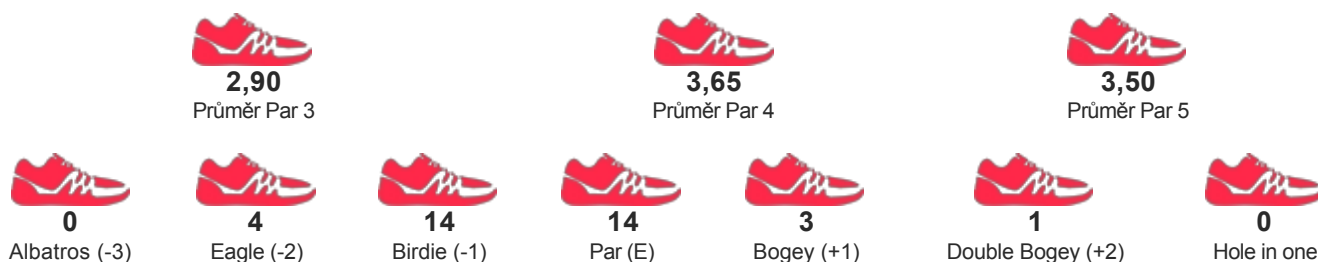 2,90 3,65 3,50
Průměr Par 3 Průměr Par 4 Průměr Par 5
0 4 14 14 3 1 0
Albatros (-3) Eagle (-2) Birdie (-1) Par (E) Bogey (+1) Double Bogey (+2) Hole in one